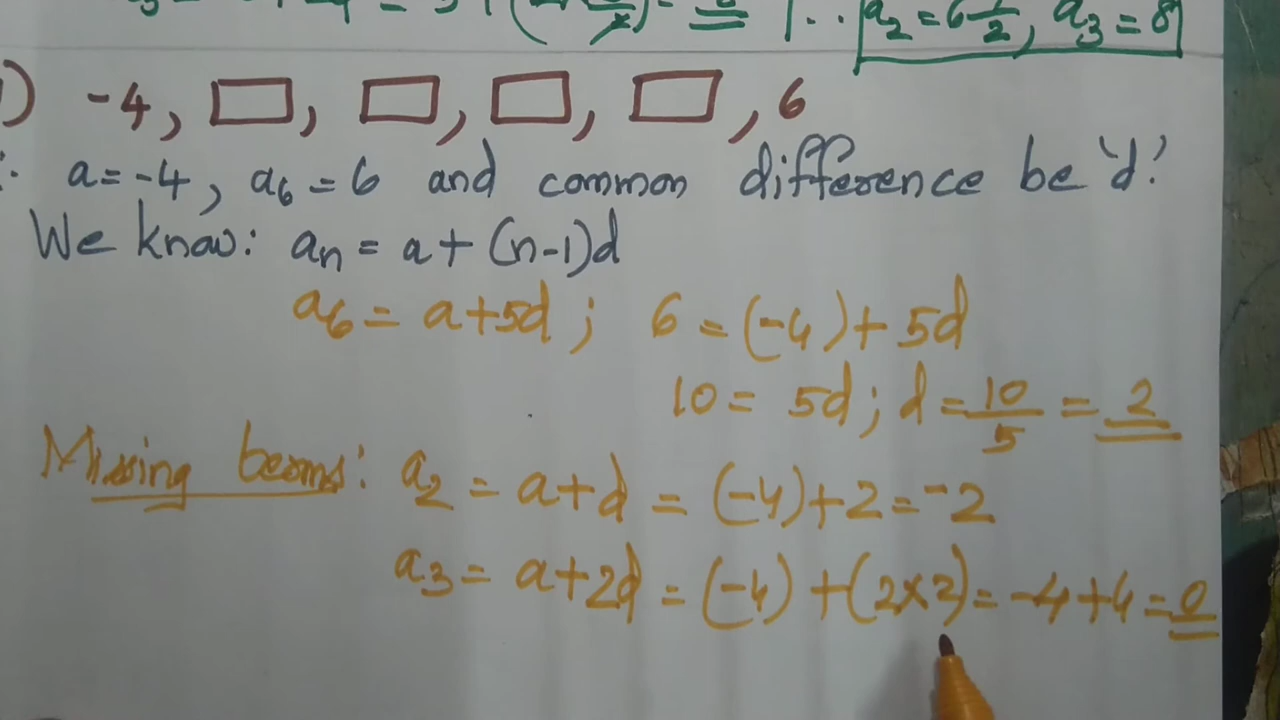 ∴ a₂ = 6 1/2, a₃ = 8
) -4, □, □, □, □, 6
a = -4, a₆ = 6 and common difference be 'd'.
We know: aₙ = a + (n-1)d
a₆ = a + 5d ; 6 = (-4) + 5d
10 = 5d ; d = 10/5 = 2
Missing terms: a₂ = a + d = (-4) + 2 = -2
a₃ = a + 2d = (-4) + (2×2) = -4 + 4 = 0